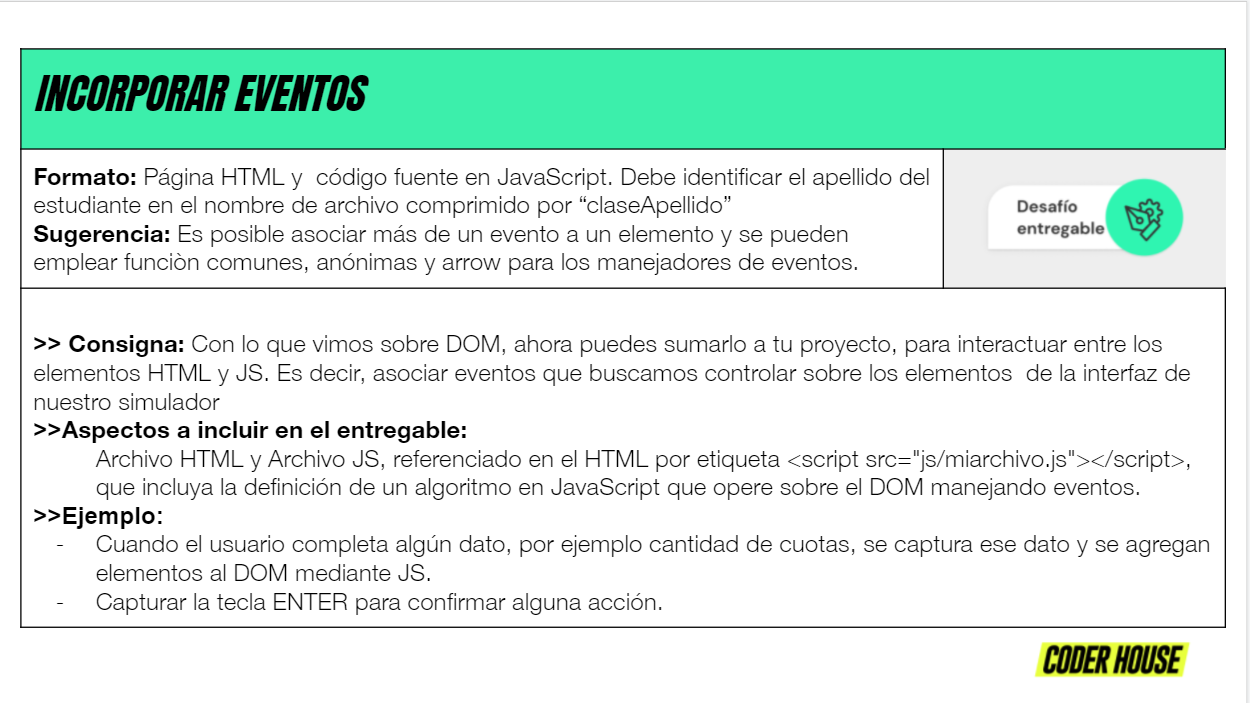 INCORPORAR EVENTOS
Formato: Página HTML y  código fuente en JavaScript. Debe identificar el apellido del
estudiante en el nombre de archivo comprimido por “claseApellido”
Sugerencia: Es posible asociar más de un evento a un elemento y se pueden
emplear funciòn comunes, anónimas y arrow para los manejadores de eventos.
Desafío
entregable
>> Consigna: Con lo que vimos sobre DOM, ahora puedes sumarlo a tu proyecto, para interactuar entre los
elementos HTML y JS. Es decir, asociar eventos que buscamos controlar sobre los elementos  de la interfaz de
nuestro simulador
>>Aspectos a incluir en el entregable:
Archivo HTML y Archivo JS, referenciado en el HTML por etiqueta <script src="js/miarchivo.js"></script>,
que incluya la definición de un algoritmo en JavaScript que opere sobre el DOM manejando eventos.
>>Ejemplo:
- Cuando el usuario completa algún dato, por ejemplo cantidad de cuotas, se captura ese dato y se agregan
elementos al DOM mediante JS.
- Capturar la tecla ENTER para confirmar alguna acción.
CODER HOUSE